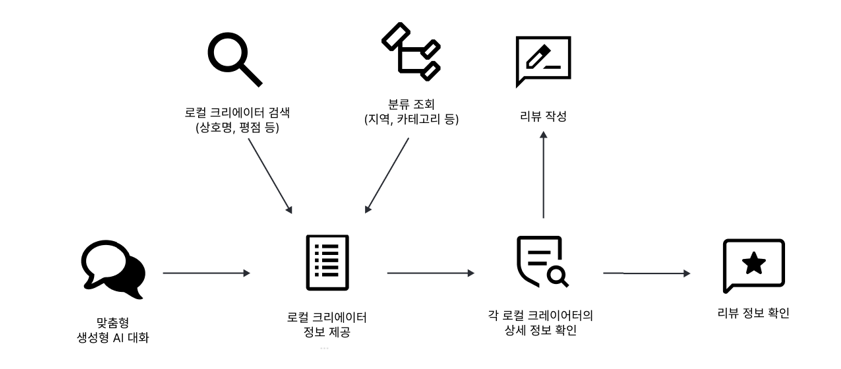 로컬 크리에이터 검색
(상호명, 평점 등)
분류 조회
(지역, 카테고리 등)
리뷰 작성
맞춤형
생성형 AI 대화
로컬 크리에이터
정보 제공
...
각 로컬 크레이어터의
상세 정보 확인
리뷰 정보 확인